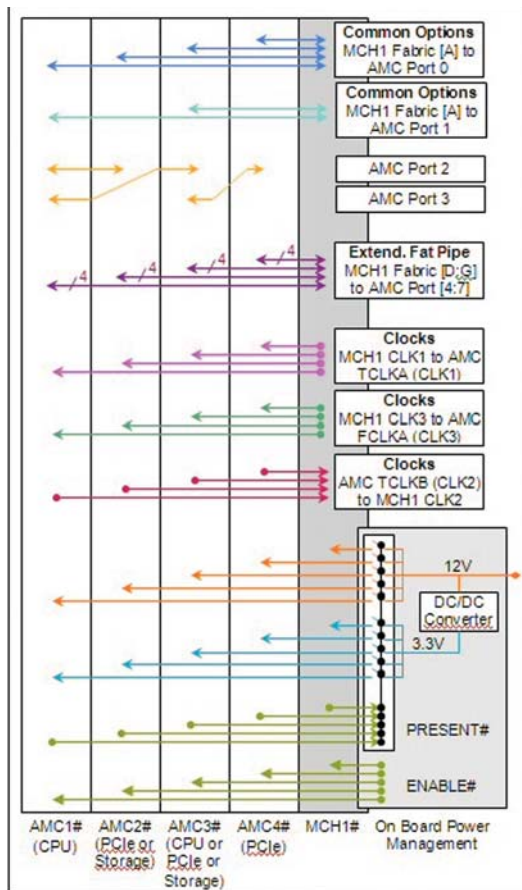 Common Options
MCH1 Fabric [A] to
AMC Port 0
Common Options
MCH1 Fabric [A] to
AMC Port 1
AMC Port 2
AMC Port 3
4
4
4
4
Extend. Fat Pipe
MCH1 Fabric [D:G]
to AMC Port [4:7]
Clocks
MCH1 CLK1 to AMC
TCLKA (CLK1)
Clocks
MCH1 CLK3 to AMC
FCLKA (CLK3)
Clocks
AMC TCLKB (CLK2)
to MCH1 CLK2
12V
DC/DC
Converter
3.3V
PRESENT#
ENABLE#
AMC1#
(CPU)
AMC2#
(PCIe or
Storage)
AMC3#
(CPU or
PCIe or
Storage)
AMC4#
(PCIe)
MCH1#
On Board Power
Management